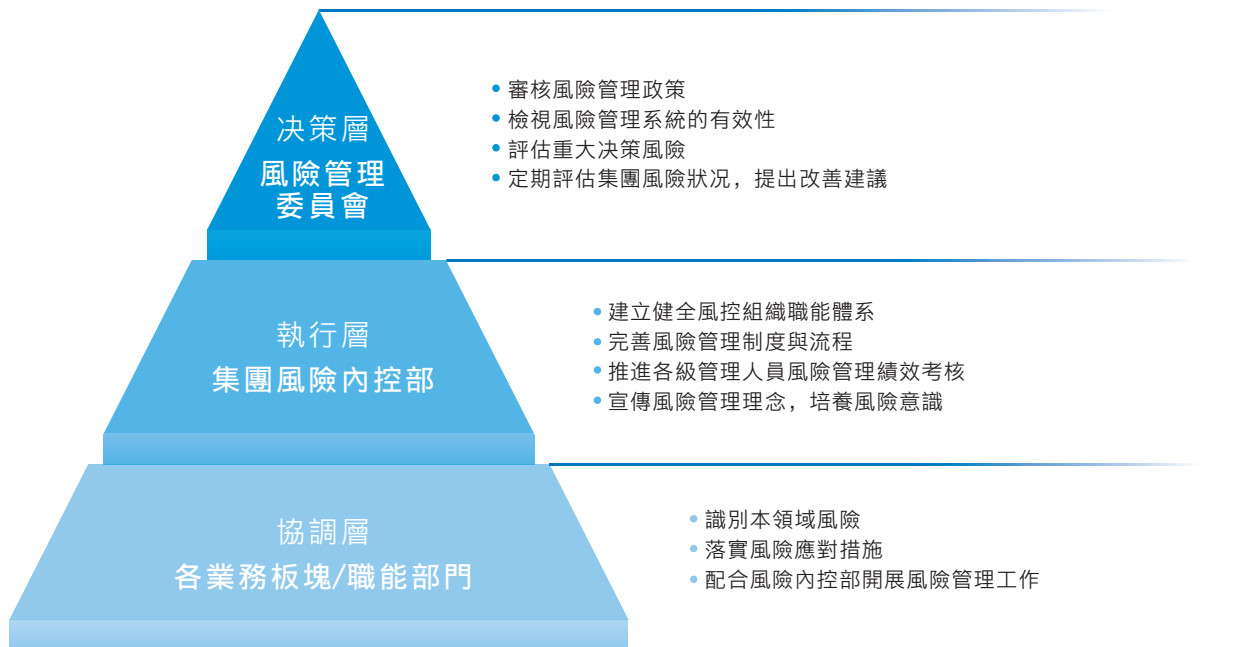 决策層
風險管理
委員會
• 審核風險管理政策
• 檢視風險管理系統的有效性
• 評估重大決策風險
• 定期評估集團風險狀況，提出改善建議
執行層
集團風險內控部
• 建立健全風控組織職能體系
• 完善風險管理制度與流程
• 推進各級管理人員風險管理績效考核
• 宣傳風險管理理念，培養風險意識
協調層
各業務板塊/職能部門
• 識別本領域風險
• 落實風險應對措施
• 配合風險內控部開展風險管理工作